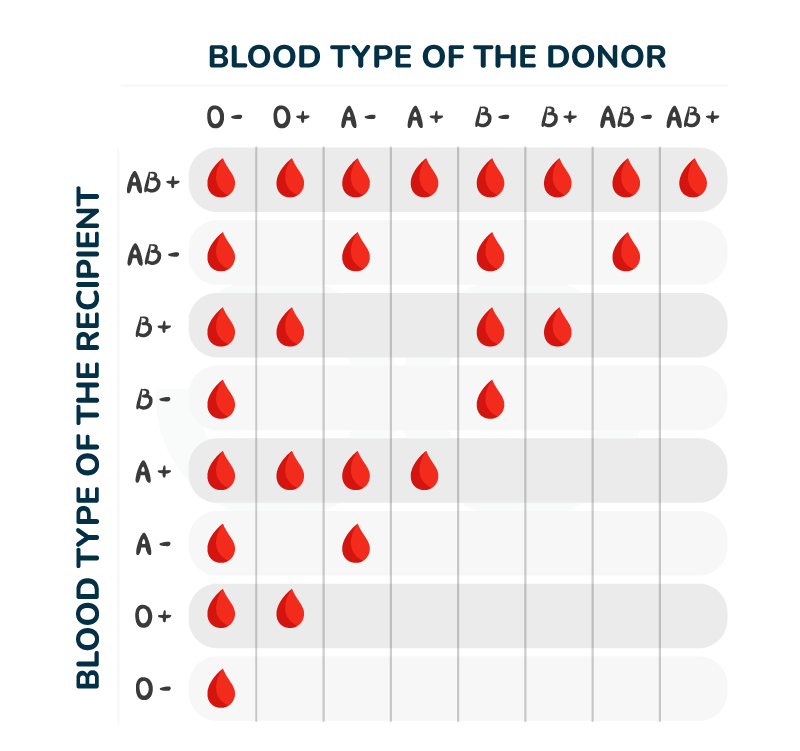 BLOOD TYPE OF THE DONOR
O- O+ A- A+ B- B+ AB- AB+
BLOOD TYPE OF THE RECIPIENT
AB+
AB-
B+
B-
A+
A-
O+
O-